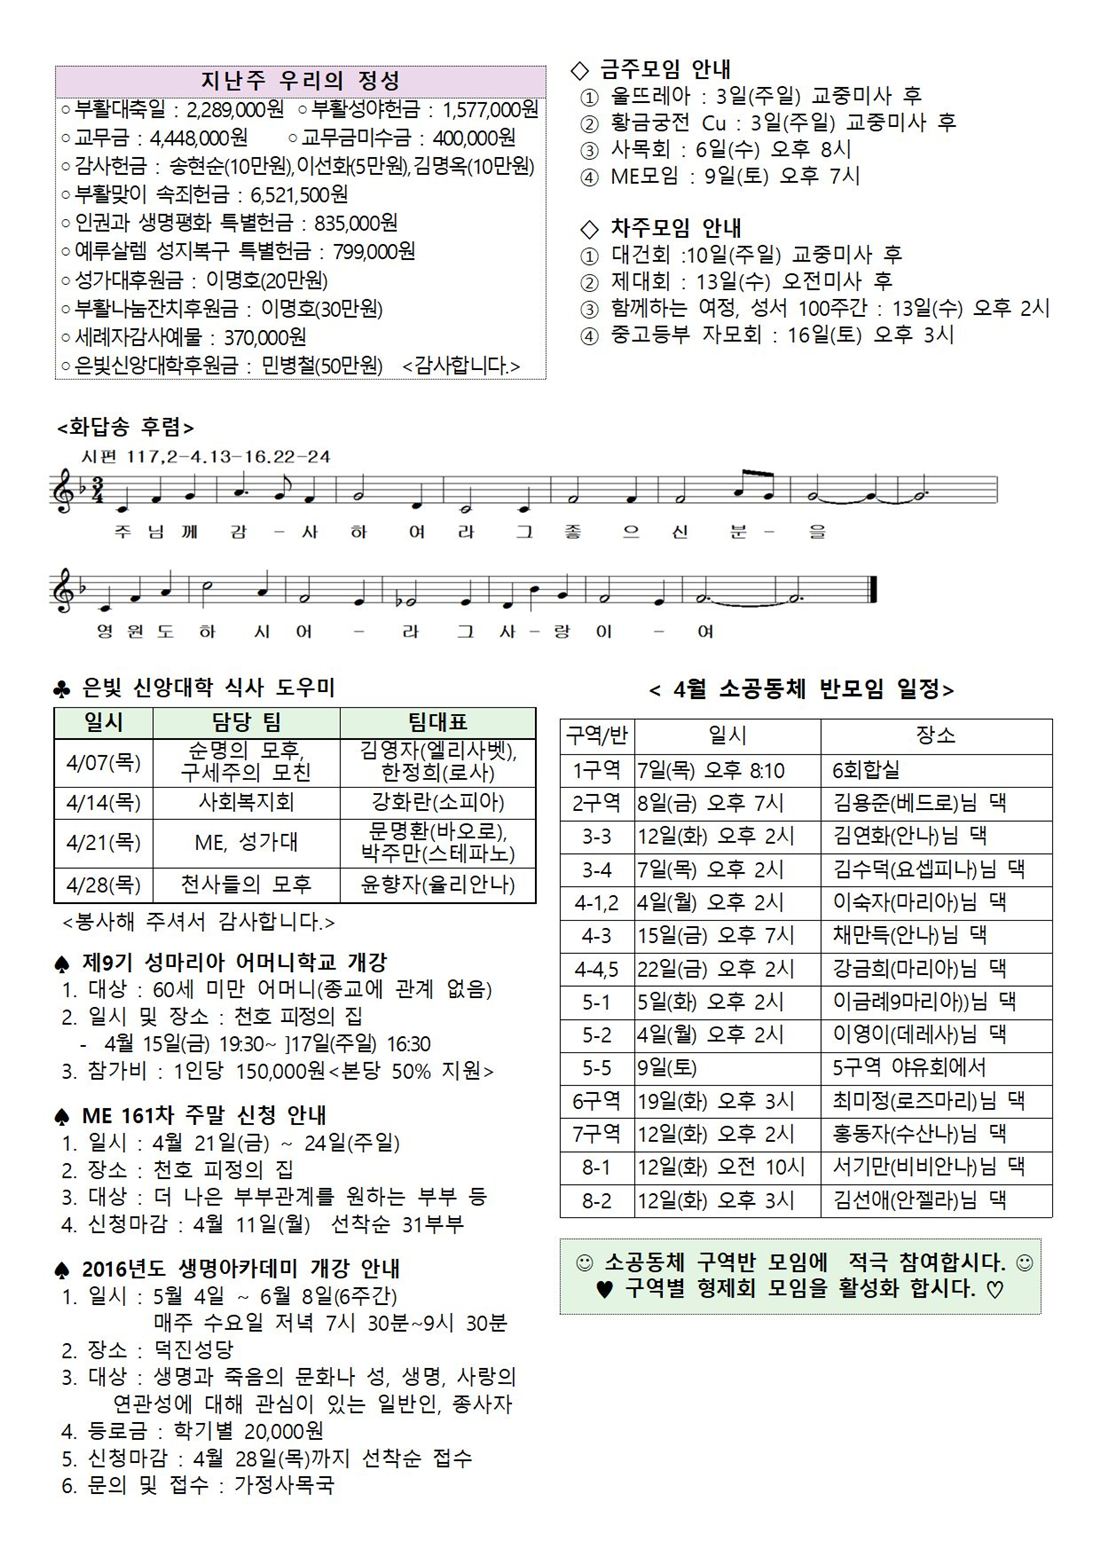 지난주 우리의 정성
○부활대축일 : 2,289,000원 ○부활성야헌금 : 1,577,000원
○교무금 : 4,448,000원 ○교무금미수금 : 400,000원
○감사헌금 : 송현순(10만원),이선화(5만원),김명옥(10만원)
○부활맞이 속죄헌금 : 6,521,500원
○인권과 생명평화 특별헌금 : 835,000원
○예루살렘 성지복구 특별헌금 : 799,000원
○성가대후원금 : 이명호(20만원)
○부활나눔잔치후원금 : 이명호(30만원)
○세례자감사예물 : 370,000원
○은빛신앙대학후원금 : 민병철(50만원) <감사합니다.>
◇ 금주모임 안내
① 울뜨레아 : 3일(주일) 교중미사 후
② 황금궁전 Cu : 3일(주일) 교중미사 후
③ 사목회 : 6일(수) 오후 8시
④ ME모임 : 9일(토) 오후 7시
◇ 차주모임 안내
① 대건회 :10일(주일) 교중미사 후
② 제대회 : 13일(수) 오전미사 후
③ 함께하는 여정, 성서 100주간 : 13일(수) 오후 2시
④ 중고등부 자모회 : 16일(토) 오후 3시
<화답송 후렴>
시편 117,2-4.13-16.22-24
3
4
주 님 께 감 - 사 하 여 라 그 좋 으 신 분 - 을
영 원 도 하 시 어 - 라 그 사 - 랑 이 - 여
♣ 은빛 신앙대학 식사 도우미
일시 담당 팀 팀대표
4/07(목) 순명의 모후, 구세주의 모친 김영자(엘리사벳), 한정희(로사)
4/14(목) 사회복지회 강화란(소피아)
4/21(목) ME, 성가대 문명환(바오로), 박주만(스테파노)
4/28(목) 천사들의 모후 윤향자(율리안나)
<봉사해 주셔서 감사합니다.>
♠ 제9기 성마리아 어머니학교 개강
1. 대상 : 60세 미만 어머니(종교에 관계 없음)
2. 일시 및 장소 : 천호 피정의 집
- 4월 15일(금) 19:30~ ]17일(주일) 16:30
3. 참가비 : 1인당 150,000원<본당 50% 지원>
♠ ME 161차 주말 신청 안내
1. 일시 : 4월 21일(금) ~ 24일(주일)
2. 장소 : 천호 피정의 집
3. 대상 : 더 나은 부부관계를 원하는 부부 등
4. 신청마감 : 4월 11일(월) 선착순 31부부
♠ 2016년도 생명아카데미 개강 안내
1. 일시 : 5월 4일 ~ 6월 8일(6주간)
매주 수요일 저녁 7시 30분~9시 30분
2. 장소 : 덕진성당
3. 대상 : 생명과 죽음의 문화나 성, 생명, 사랑의
연관성에 대해 관심이 있는 일반인, 종사자
4. 등로금 : 학기별 20,000원
5. 신청마감 : 4월 28일(목)까지 선착순 접수
6. 문의 및 접수 : 가정사목국
< 4월 소공동체 반모임 일정>
구역/반 일시 장소
1구역 7일(목) 오후 8:10 6회합실
2구역 8일(금) 오후 7시 김용준(베드로)님 댁
3-3 12일(화) 오후 2시 김연화(안나)님 댁
3-4 7일(목) 오후 2시 김수덕(요셉피나)님 댁
4-1,2 4일(월) 오후 2시 이숙자(마리아)님 댁
4-3 15일(금) 오후 7시 채만득(안나)님 댁
4-4,5 22일(금) 오후 2시 강금희(마리아)님 댁
5-1 5일(화) 오후 2시 이금례9마리아))님 댁
5-2 4일(월) 오후 2시 이영이(데레사)님 댁
5-5 9일(토) 5구역 야유회에서
6구역 19일(화) 오후 3시 최미정(로즈마리)님 댁
7구역 12일(화) 오후 2시 홍동자(수산나)님 댁
8-1 12일(화) 오전 10시 서기만(비비안나)님 댁
8-2 12일(화) 오후 3시 김선애(안젤라)님 댁
☺ 소공동체 구역반 모임에 적극 참여합시다. ☺
♥ 구역별 형제회 모임을 활성화 합시다. ♡